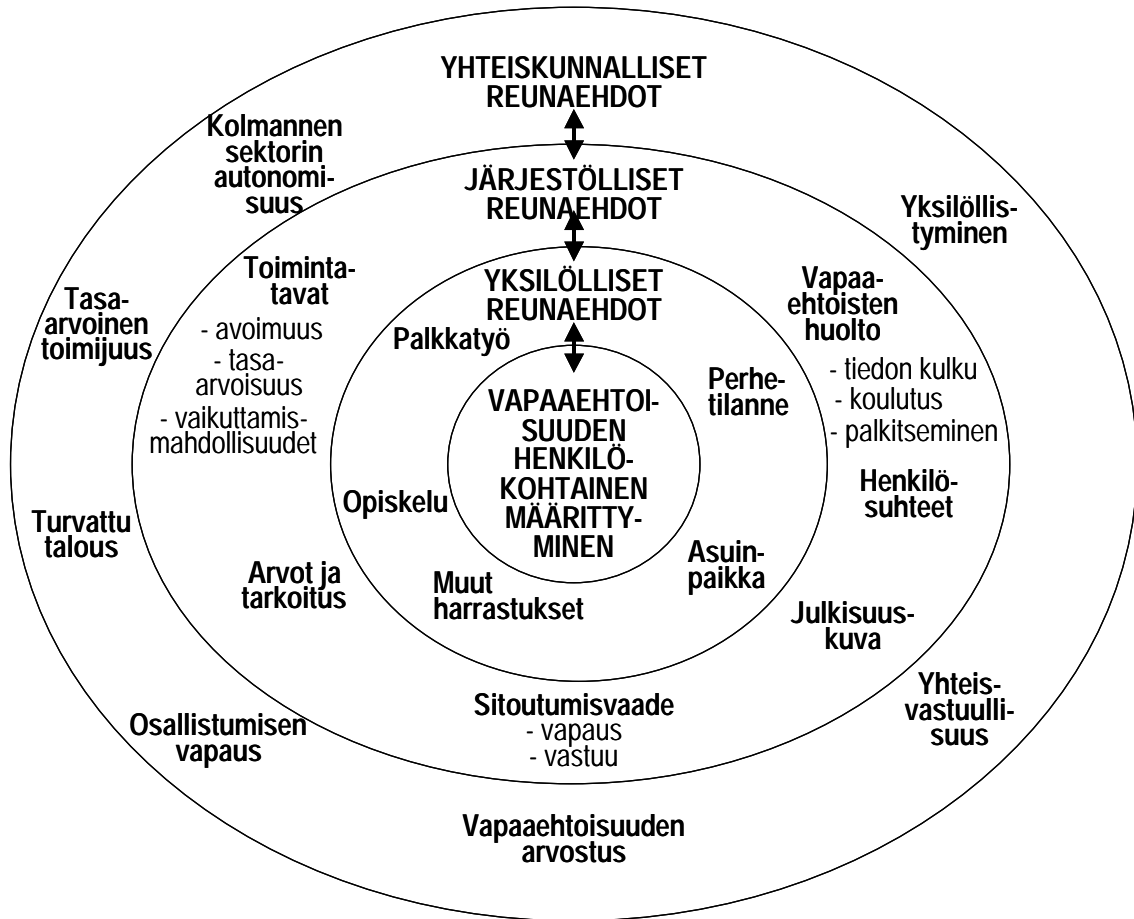 YHTEISKUNNALLISET
REUNAEHDOT
Kolmannen
sektorin
autonomi-
suus
JÄRJESTÖLLISET
REUNAEHDOT
Yksilöllis-
tyminen
Toiminta-
tavat
- avoimuus
- tasa-
arvoisuus
- vaikuttamis-
mahdollisuudet
YKSILÖLLISET
REUNAEHDOT
Vapaa-
ehtoisten
huolto
- tiedon kulku
- koulutus
- palkitseminen
Tasa-
arvoinen
toimijuus
Palkkatyö
Perhe-
tilanne
VAPAAEHTOI-
SUUDEN
HENKILÖ-
KOHTAINEN
MÄÄRITTY-
MINEN
Henkilö-
suhteet
Opiskelu
Turvattu
talous
Asuin-
paikka
Arvot ja
tarkoitus
Muut
harrastukset
Julkisuus-
kuva
Yhteis-
vastuulli-
suus
Sitoutumisvaade
- vapaus
- vastuu
Osallistumisen
vapaus
Vapaaehtoisuuden
arvostus